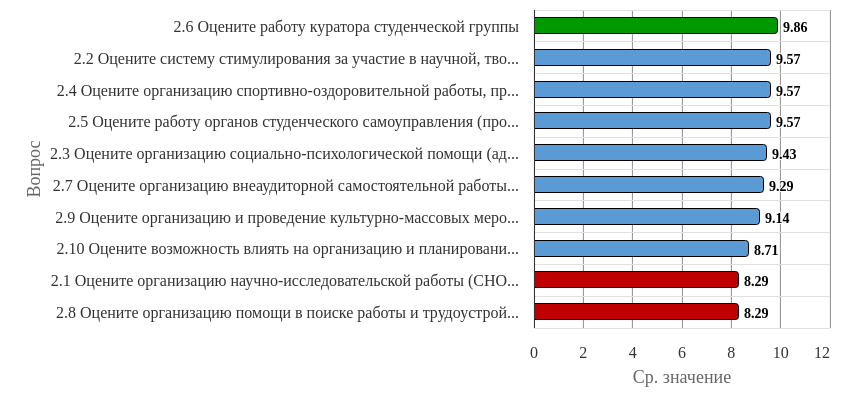 2.6 Оцените работу куратора студенческой группы 9.86
2.2 Оцените систему стимулирования за участие в научной, тво... 9.57
2.4 Оцените организацию спортивно-оздоровительной работы, пр... 9.57
2.5 Оцените работу органов студенческого самоуправления (про... 9.57
2.3 Оцените организацию социально-психологической помощи (ад... 9.43
2.7 Оцените организацию внеаудиторной самостоятельной работы... 9.29
2.9 Оцените организацию и проведение культурно-массовых меро... 9.14
2.10 Оцените возможность влиять на организацию и планировани... 8.71
2.1 Оцените организацию научно-исследовательской работы (СНО... 8.29
2.8 Оцените организацию помощи в поиске работы и трудоустрой... 8.29
Вопрос
0 2 4 6 8 10 12
Ср. значение